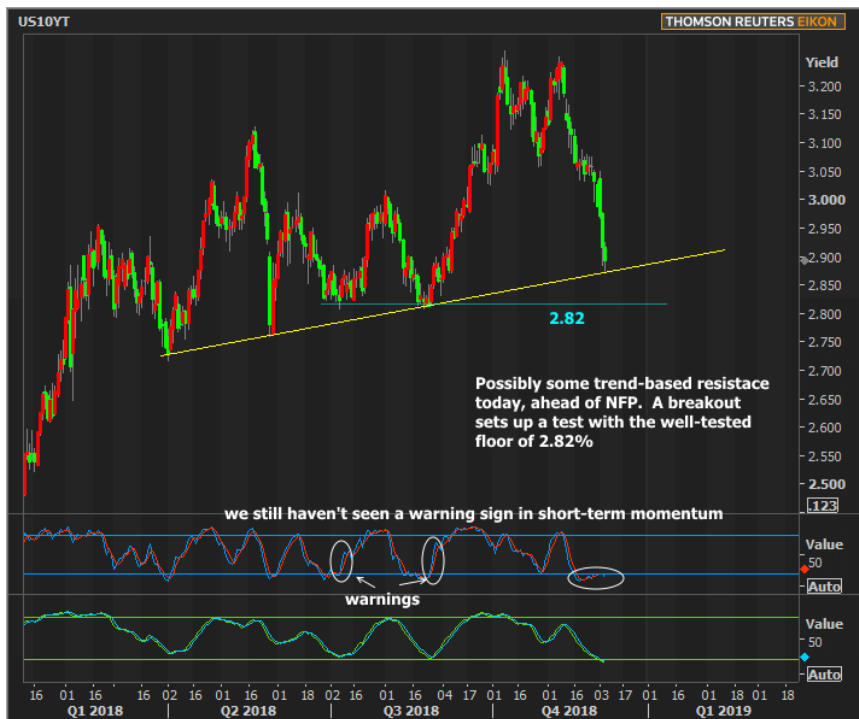 US10YT
THOMSON REUTERS EIKON
Yield
3.200
3.150
3.100
3.050
3.000
2.950
2.900
2.850
2.800
2.750
2.700
2.650
2.600
2.550
2.500
.123
2.82
Possibly some trend-based resistace
today, ahead of NFP. A breakout
sets up a test with the well-tested
floor of 2.82%
we still haven't seen a warning sign in short-term momentum
Value
50
Auto
warnings
Value
50
Auto
16 01 16 16 02 16 01 18 02 16 01 16 04 17 01 16 01 16 03 17 01 16 01 18 01 18
Q1 2018 Q2 2018 Q3 2018 Q4 2018 Q1 2019